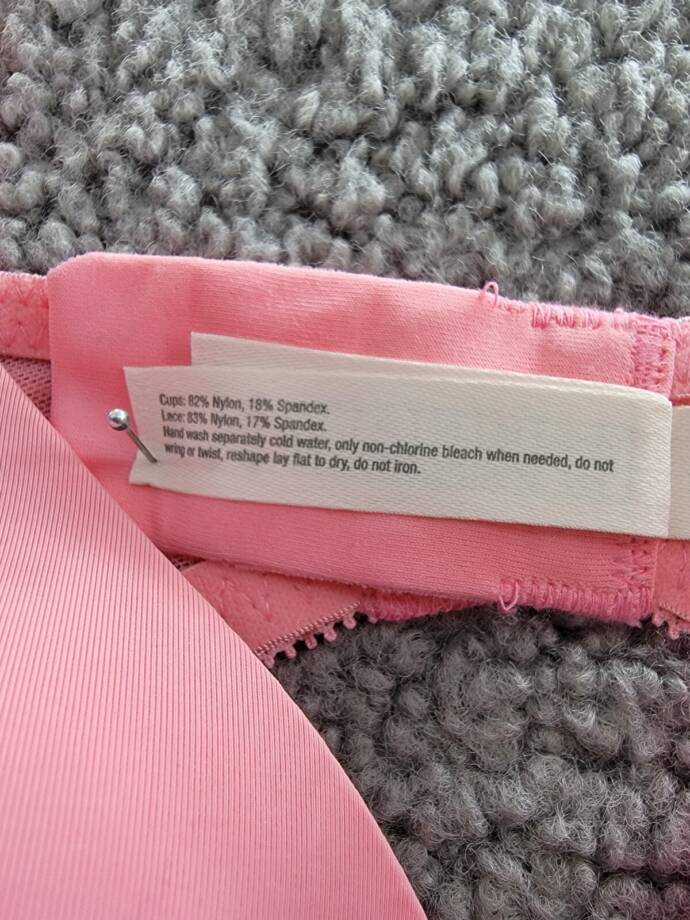 Cups: 82% Nylon, 18% Spandex.
Lace: 83% Nylon, 17% Spandex.
Hand wash separately cold water, only non-chlorine bleach when needed, do not
wring or twist, reshape lay flat to dry, do not iron.